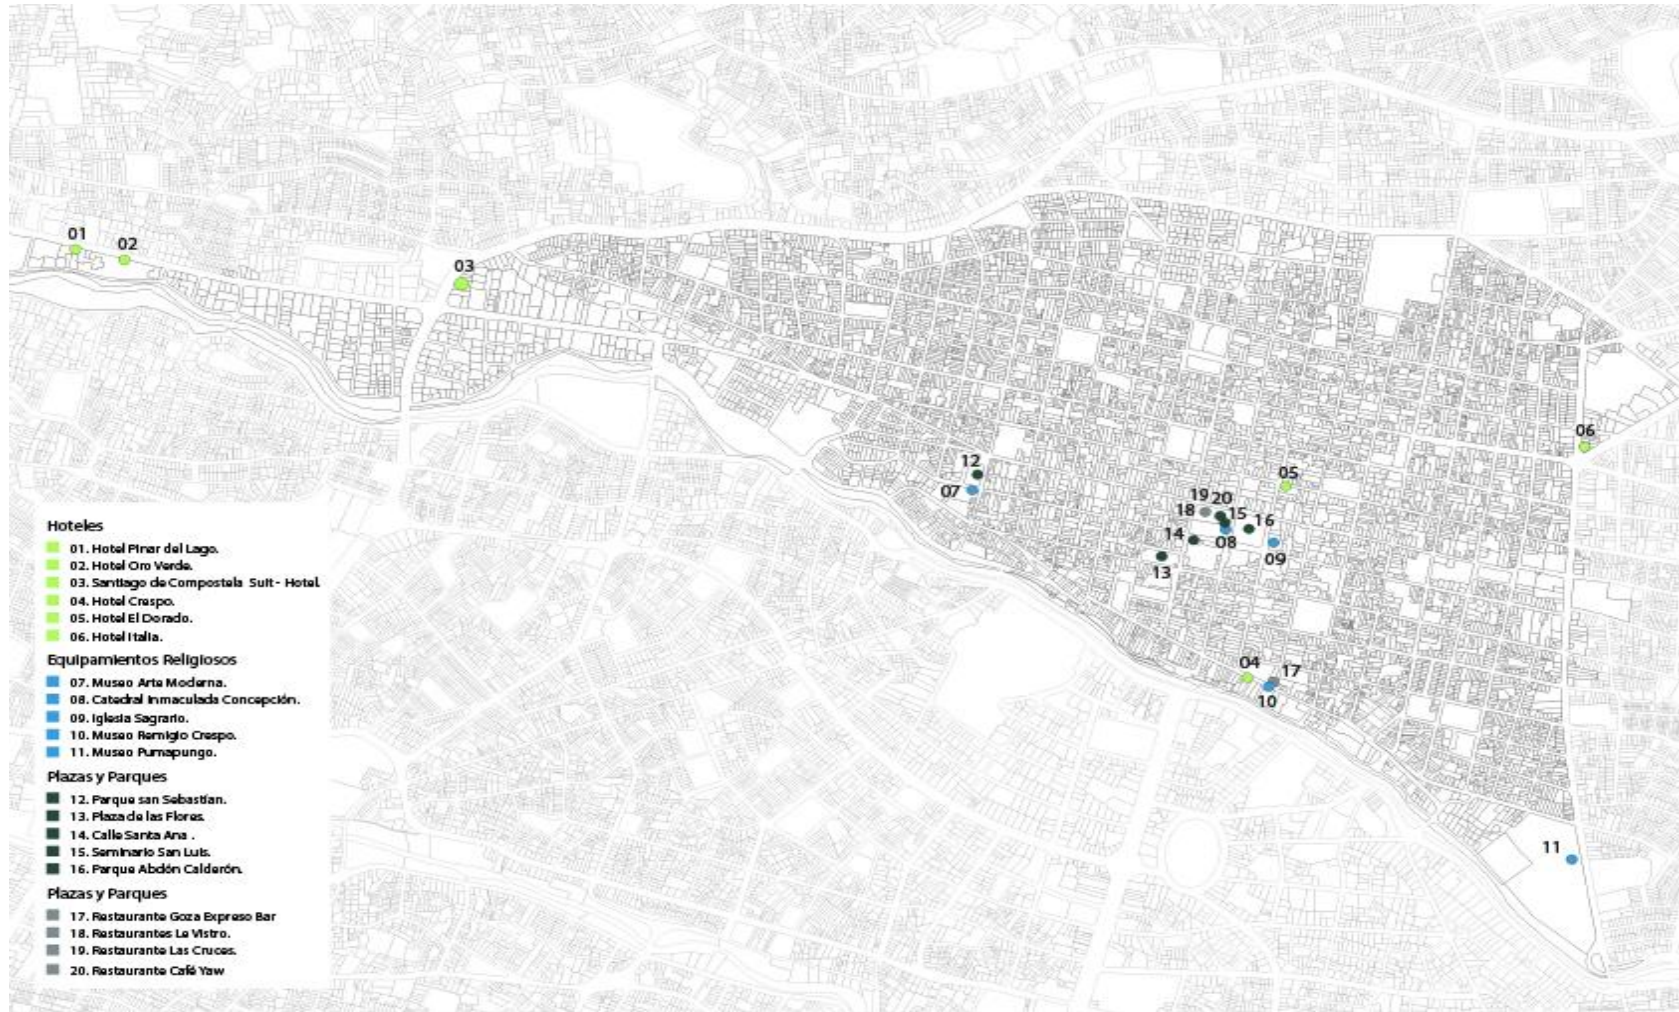 01
02
03
06
05
12
07
19 20
18 15 16
14 08
09
13
04
17
10
11
Hoteles
01. Hotel Pinar del Lago.
02. Hotel Oro Verde.
03. Santiago de Compostela Suit - Hotel.
04. Hotel Crespo.
05. Hotel El Dorado.
06. Hotel Italia.
Equipamientos Religiosos
07. Museo Arte Moderna.
08. Catedral Inmaculada Concepción.
09. Iglesia Sagrario.
10. Museo Remigio Crespo.
11. Museo Pumapungo.
Plazas y Parques
12. Parque san Sebastían.
13. Plaza de las Flores.
14. Calle Santa Ana .
15. Seminario San Luis.
16. Parque Abdón Calderón.
Plazas y Parques
17. Restaurante Goza Expreso Bar
18. Restaurantes Le Vistro.
19. Restaurante Las Cruces.
20. Restaurante Café Yaw